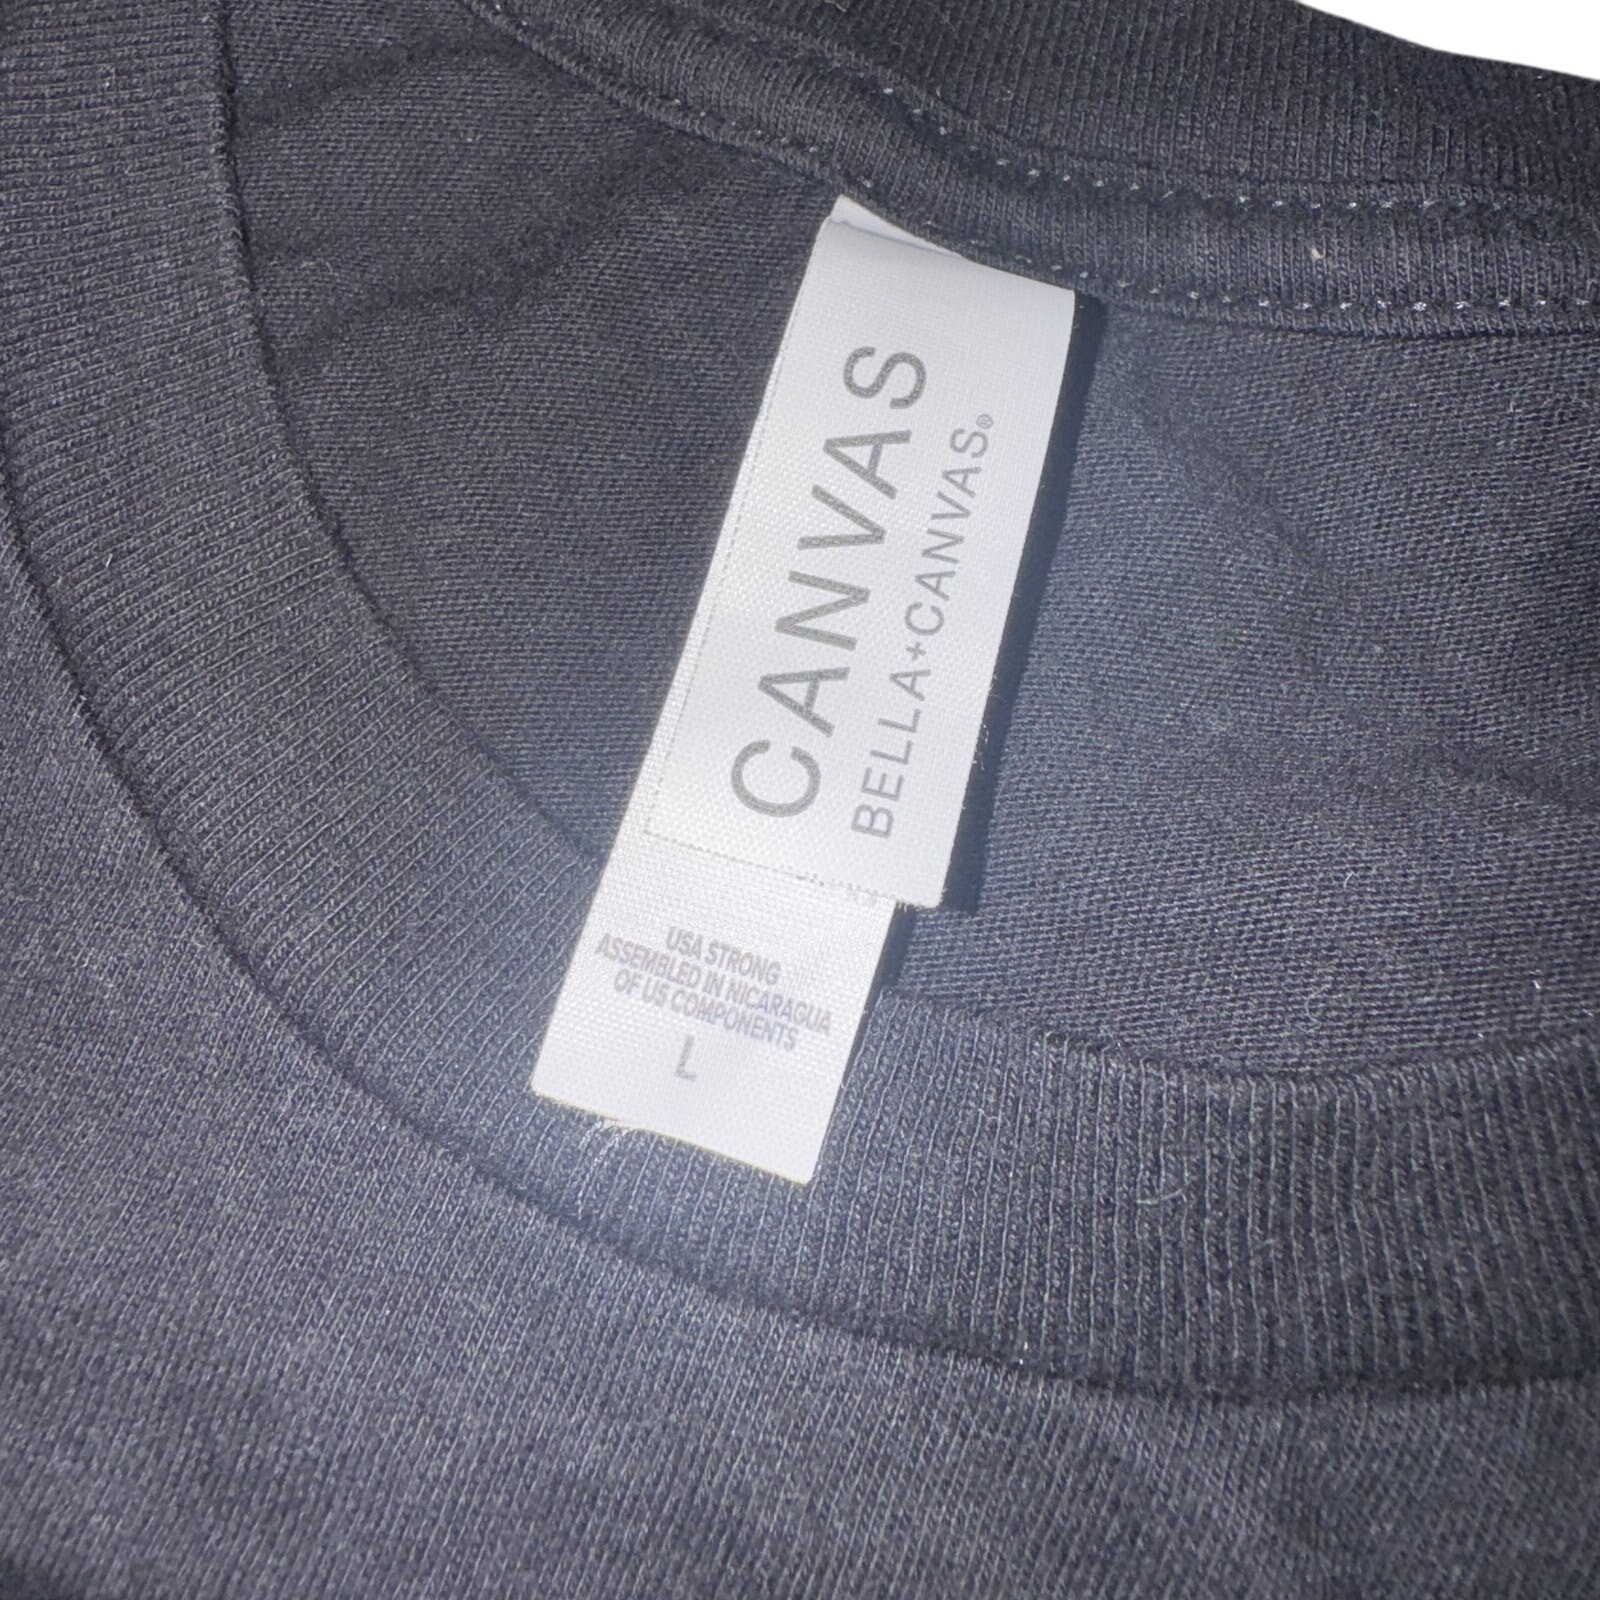 CANVAS
BELLA+CANVAS®
USA STRONG
ASSEMBLED IN NICARAGUA
OF US COMPONENTS
L